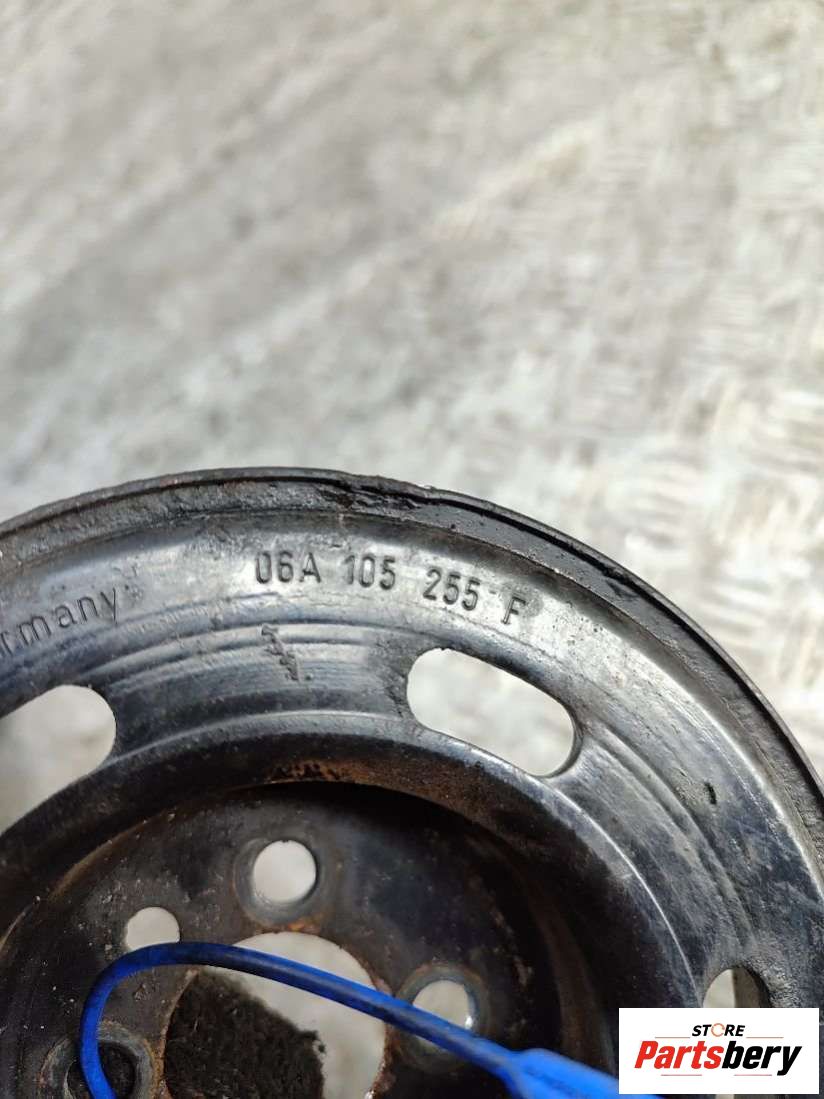 06A 105 255 F
rmany
STORE
Partsbery